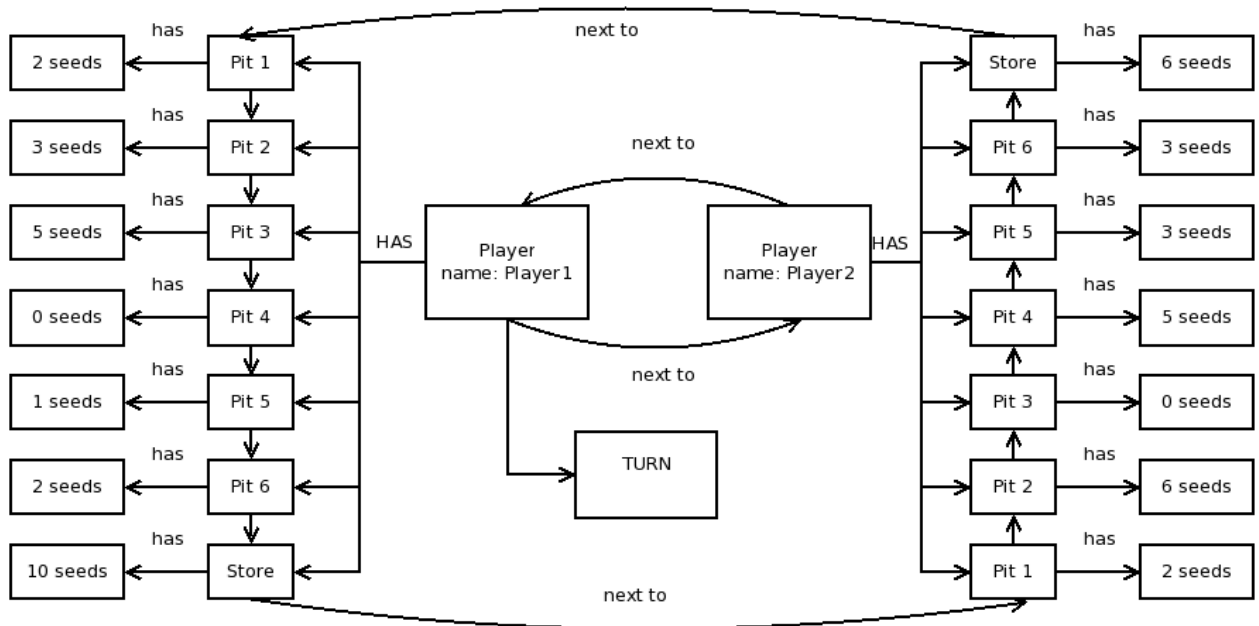 next to
has
has
2 seeds
Pit 1
Store
6 seeds
has
has
3 seeds
Pit 2
next to
Pit 6
3 seeds
has
has
5 seeds
Pit 3
HAS
Player
name: Player1
Player
name: Player2
HAS
Pit 5
3 seeds
has
has
0 seeds
Pit 4
Pit 4
5 seeds
has
next to
has
1 seeds
Pit 5
Pit 3
0 seeds
has
TURN
has
2 seeds
Pit 6
Pit 2
6 seeds
has
has
10 seeds
Store
Pit 1
2 seeds
next to